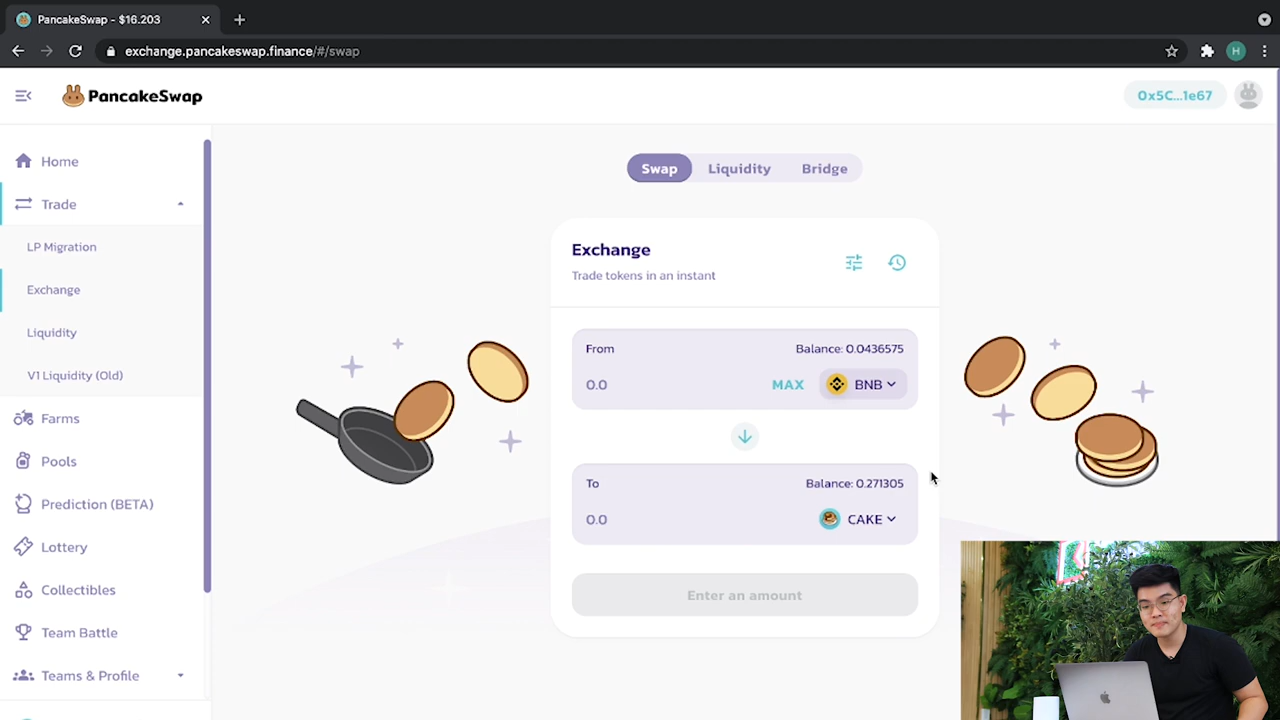 PancakeSwap - $16.203
exchange.pancakeswap.finance/#/swap
H
PancakeSwap
0x5C...1e67
Home
Trade
LP Migration
Exchange
Liquidity
V1 Liquidity (Old)
Farms
Pools
Prediction (BETA)
Lottery
Collectibles
Team Battle
Teams & Profile
Swap
Liquidity
Bridge
Exchange
Trade tokens in an instant
From
Balance: 0.0436575
0.0
MAX
BNB
To
Balance: 0.271305
0.0
CAKE
Enter an amount